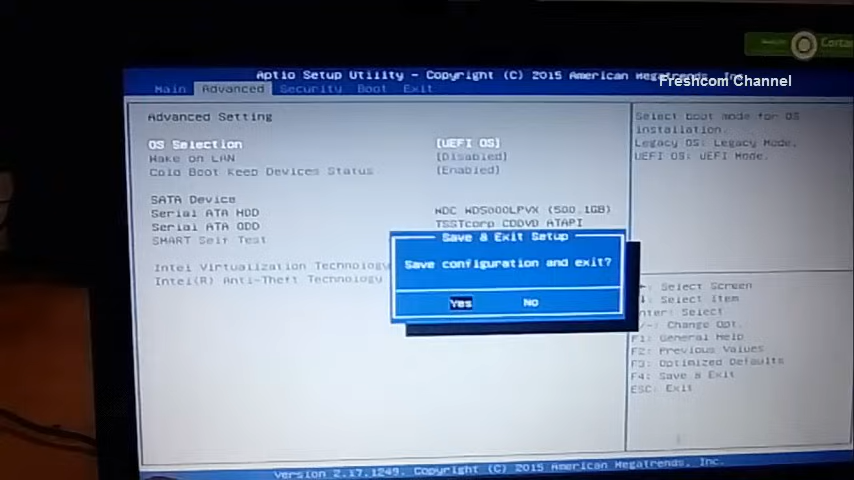 Aptio Setup Utility - Copyright (C) 2015 American Megatrends, Inc.
Freshcom Channel
Main Advanced Security Boot Exit
Advanced Setting
OS Selection [UEFI OS]
Wake on LAN [Disabled]
Cold Boot Keep Devices Status [Enabled]
SATA Device
Serial ATA HDD WDC WD5000LPVX (500.1GB)
Serial ATA ODD TSSTcorp CDDVD ATAPI
SMART Self Test
Intel Virtualization Technology
Intel(R) Anti-Theft Technology
Save & Exit Setup
Save configuration and exit?
Yes No
Select boot mode for OS
installation.
Legacy OS: Legacy Mode,
UEFI OS: UEFI Mode.
: Select Screen
: Select Item
nter: Select
/-: Change Opt.
F1: General Help
F2: Previous Values
F3: Optimized Defaults
F4: Save & Exit
ESC: Exit
Version 2.17.1249. Copyright (C) 2015 American Megatrends, Inc.